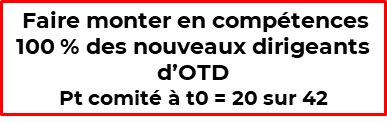 Faire monter en compétences
100 % des nouveaux dirigeants
d’OTD
Pt comité à t0 = 20 sur 42